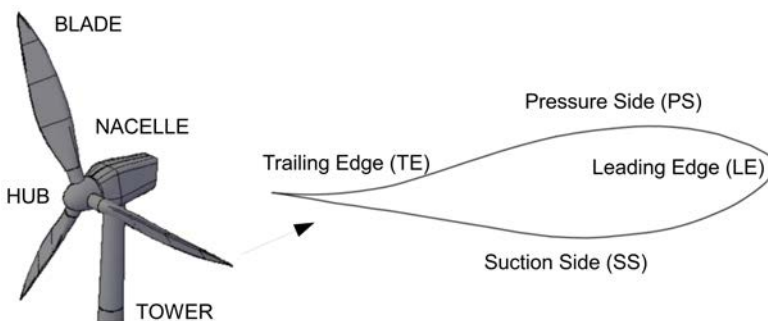 BLADE
NACELLE
HUB
TOWER
Pressure Side (PS)
Trailing Edge (TE)
Leading Edge (LE)
Suction Side (SS)